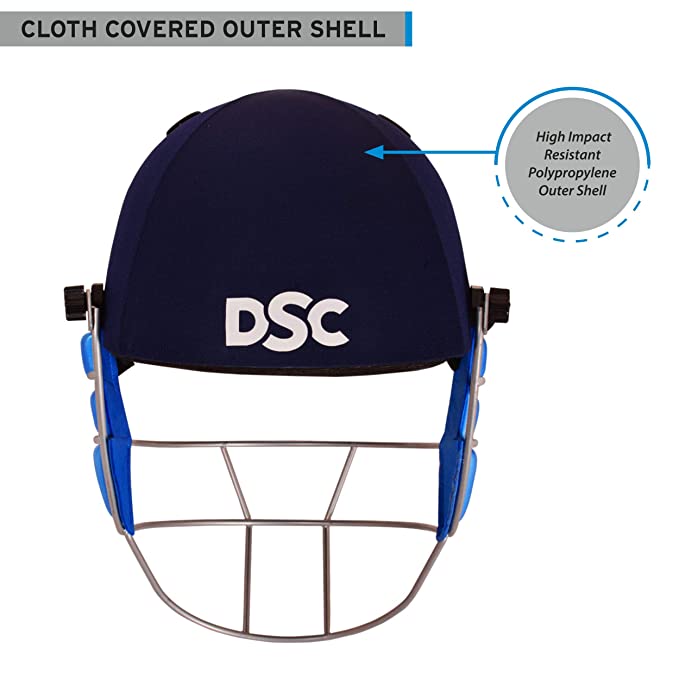 CLOTH COVERED OUTER SHELL
High Impact
Resistant
Polypropylene
Outer Shell
DSC